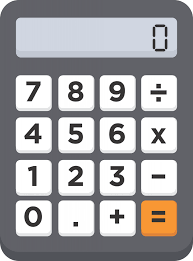 0
7 8 9 ÷
4 5 6 x
1 2 3 -
0 . + =